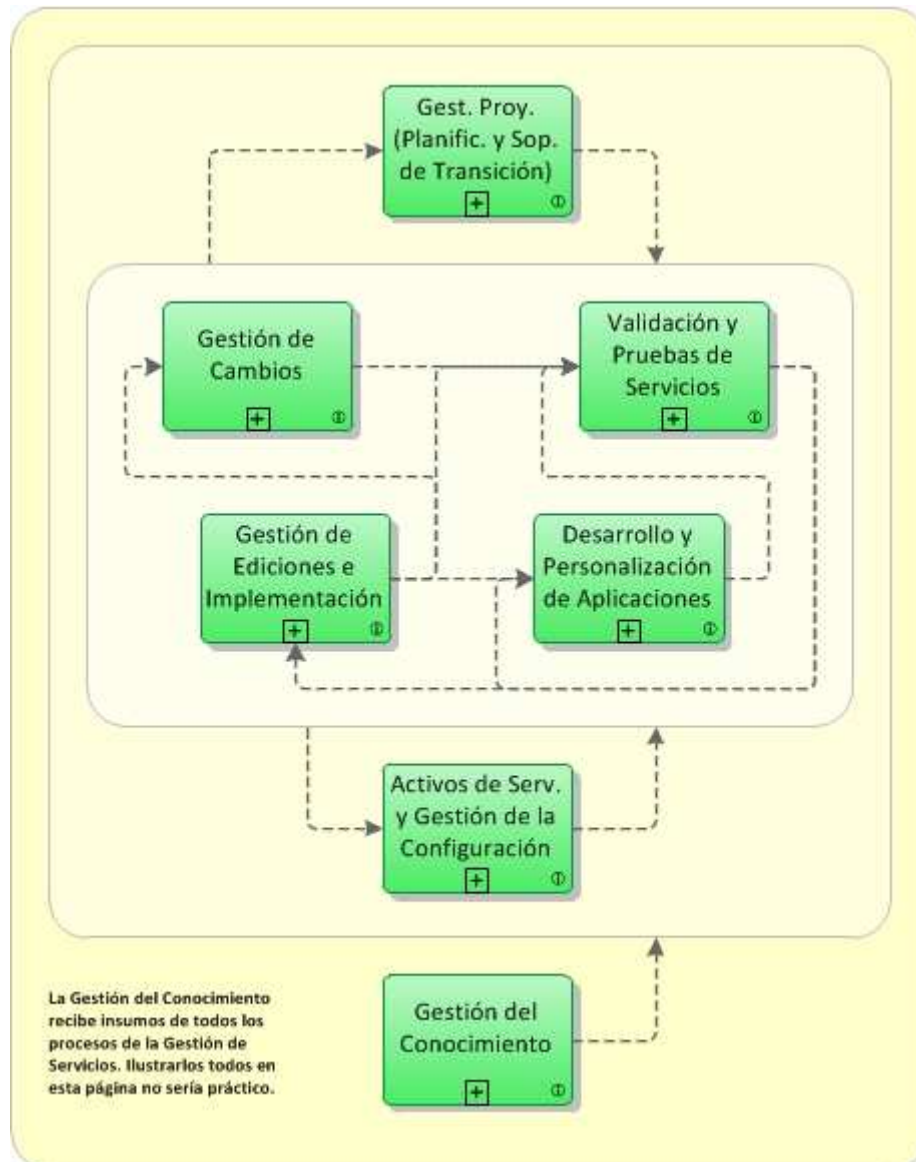 Gest. Proy.
(Planific. y Sop.
de Transición)
Gestión de
Cambios
Validación y
Pruebas de
Servicios
Gestión de
Ediciones e
Implementación
Desarrollo y
Personalización
de Aplicaciones
Activos de Serv.
y Gestión de la
Configuración
La Gestión del Conocimiento
recibe insumos de todos los
procesos de la Gestión de
Servicios. Ilustrarlos todos en
esta página no sería práctico.
Gestión del
Conocimiento